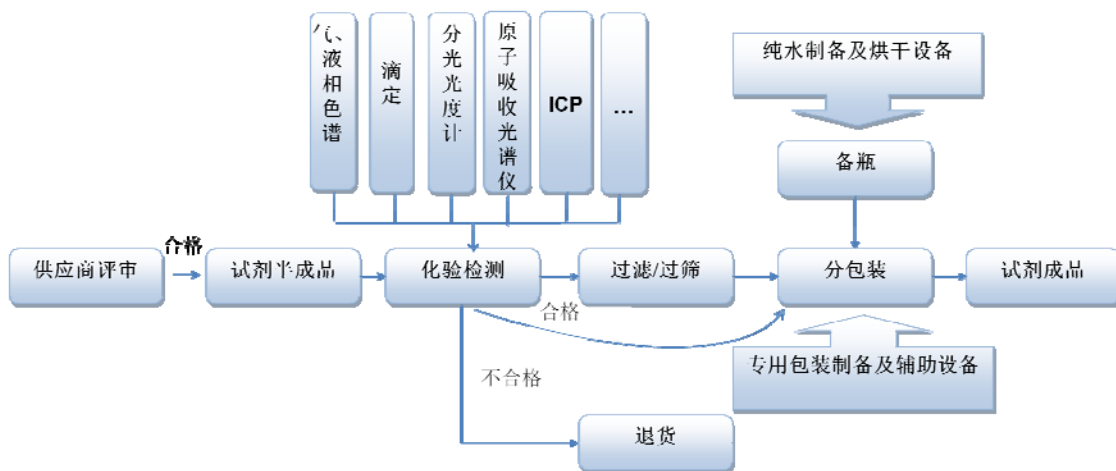 气、液相色谱
滴定
分光光度计
原子吸收光谱仪
ICP
...
纯水制备及烘干设备
备瓶
供应商评审
合格
试剂半成品
化验检测
过滤/过筛
分包装
试剂成品
合格
专用包装制备及辅助设备
不合格
退货